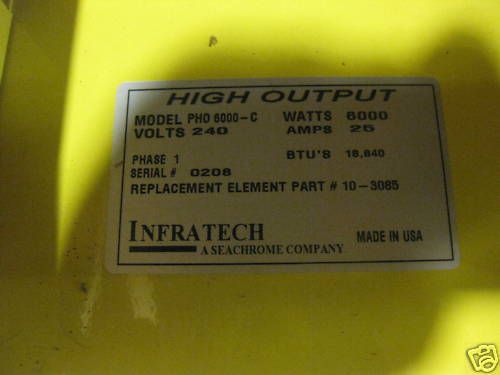 HIGH OUTPUT
MODEL PHO 6000-C WATTS 6000
VOLTS 240 AMPS 25
PHASE 1 BTU'S 18,840
SERIAL # 0208
REPLACEMENT ELEMENT PART # 10-3085
INFRATECH
A SEACHROME COMPANY
MADE IN USA